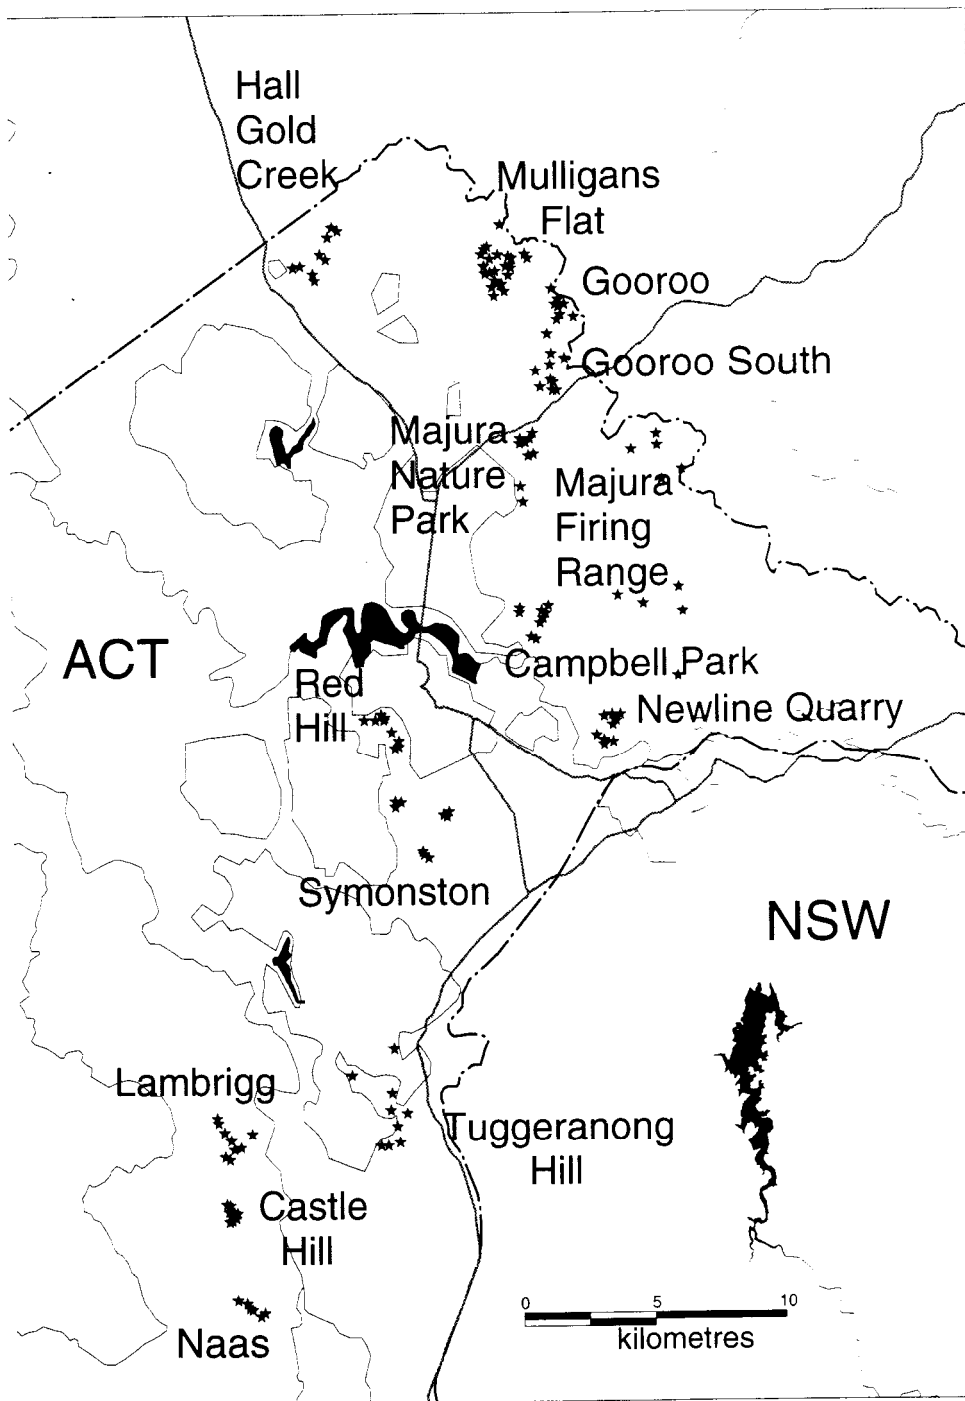 Hall
Gold
Creek
Mulligans
Flat
Gooroo
Gooroo South
Majura
Nature
Park
Majura
Firing
Range
ACT
Campbell Park
Red
Hill
Newline Quarry
Symonston
NSW
Lambrigg
Tuggeranong
Hill
Castle
Hill
Naas
0 5 10
kilometres